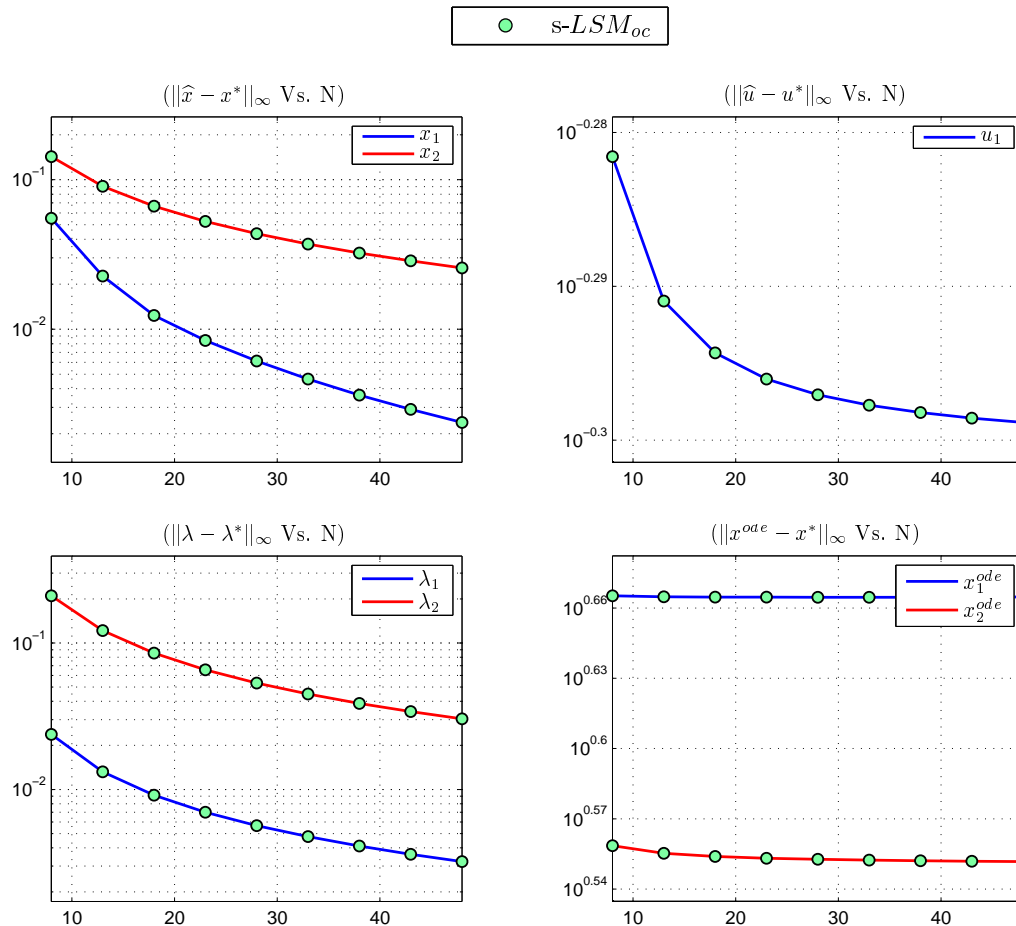 s-LSM_{oc}
(||x̂ − x*||_∞ Vs. N)
x_1
x_2
10^{-1}
10^{-2}
10 20 30 40
(||û − u*||_∞ Vs. N)
u_1
10^{-0.28}
10^{-0.29}
10^{-0.3}
10 20 30 40
(||λ − λ*||_∞ Vs. N)
λ_1
λ_2
10^{-1}
10^{-2}
10 20 30 40
(||x^{ode} − x*||_∞ Vs. N)
x_1^{ode}
x_2^{ode}
10^{0.66}
10^{0.63}
10^{0.6}
10^{0.57}
10^{0.54}
10 20 30 40